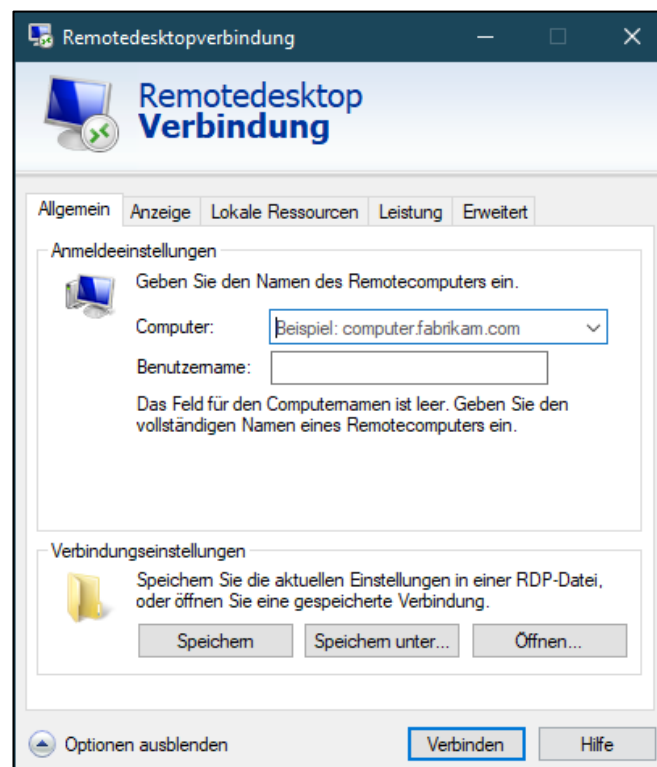 Remotedesktopverbindung
Remotedesktop
Verbindung
Allgemein Anzeige Lokale Ressourcen Leistung Erweitert
Anmeldeeinstellungen
Geben Sie den Namen des Remotecomputers ein.
Computer: Beispiel: computer.fabrikam.com
Benutzername:
Das Feld für den Computernamen ist leer. Geben Sie den
vollständigen Namen eines Remotecomputers ein.
Verbindungseinstellungen
Speichern Sie die aktuellen Einstellungen in einer RDP-Datei,
oder öffnen Sie eine gespeicherte Verbindung.
Speichern Speichern unter... Öffnen...
Optionen ausblenden Verbinden Hilfe